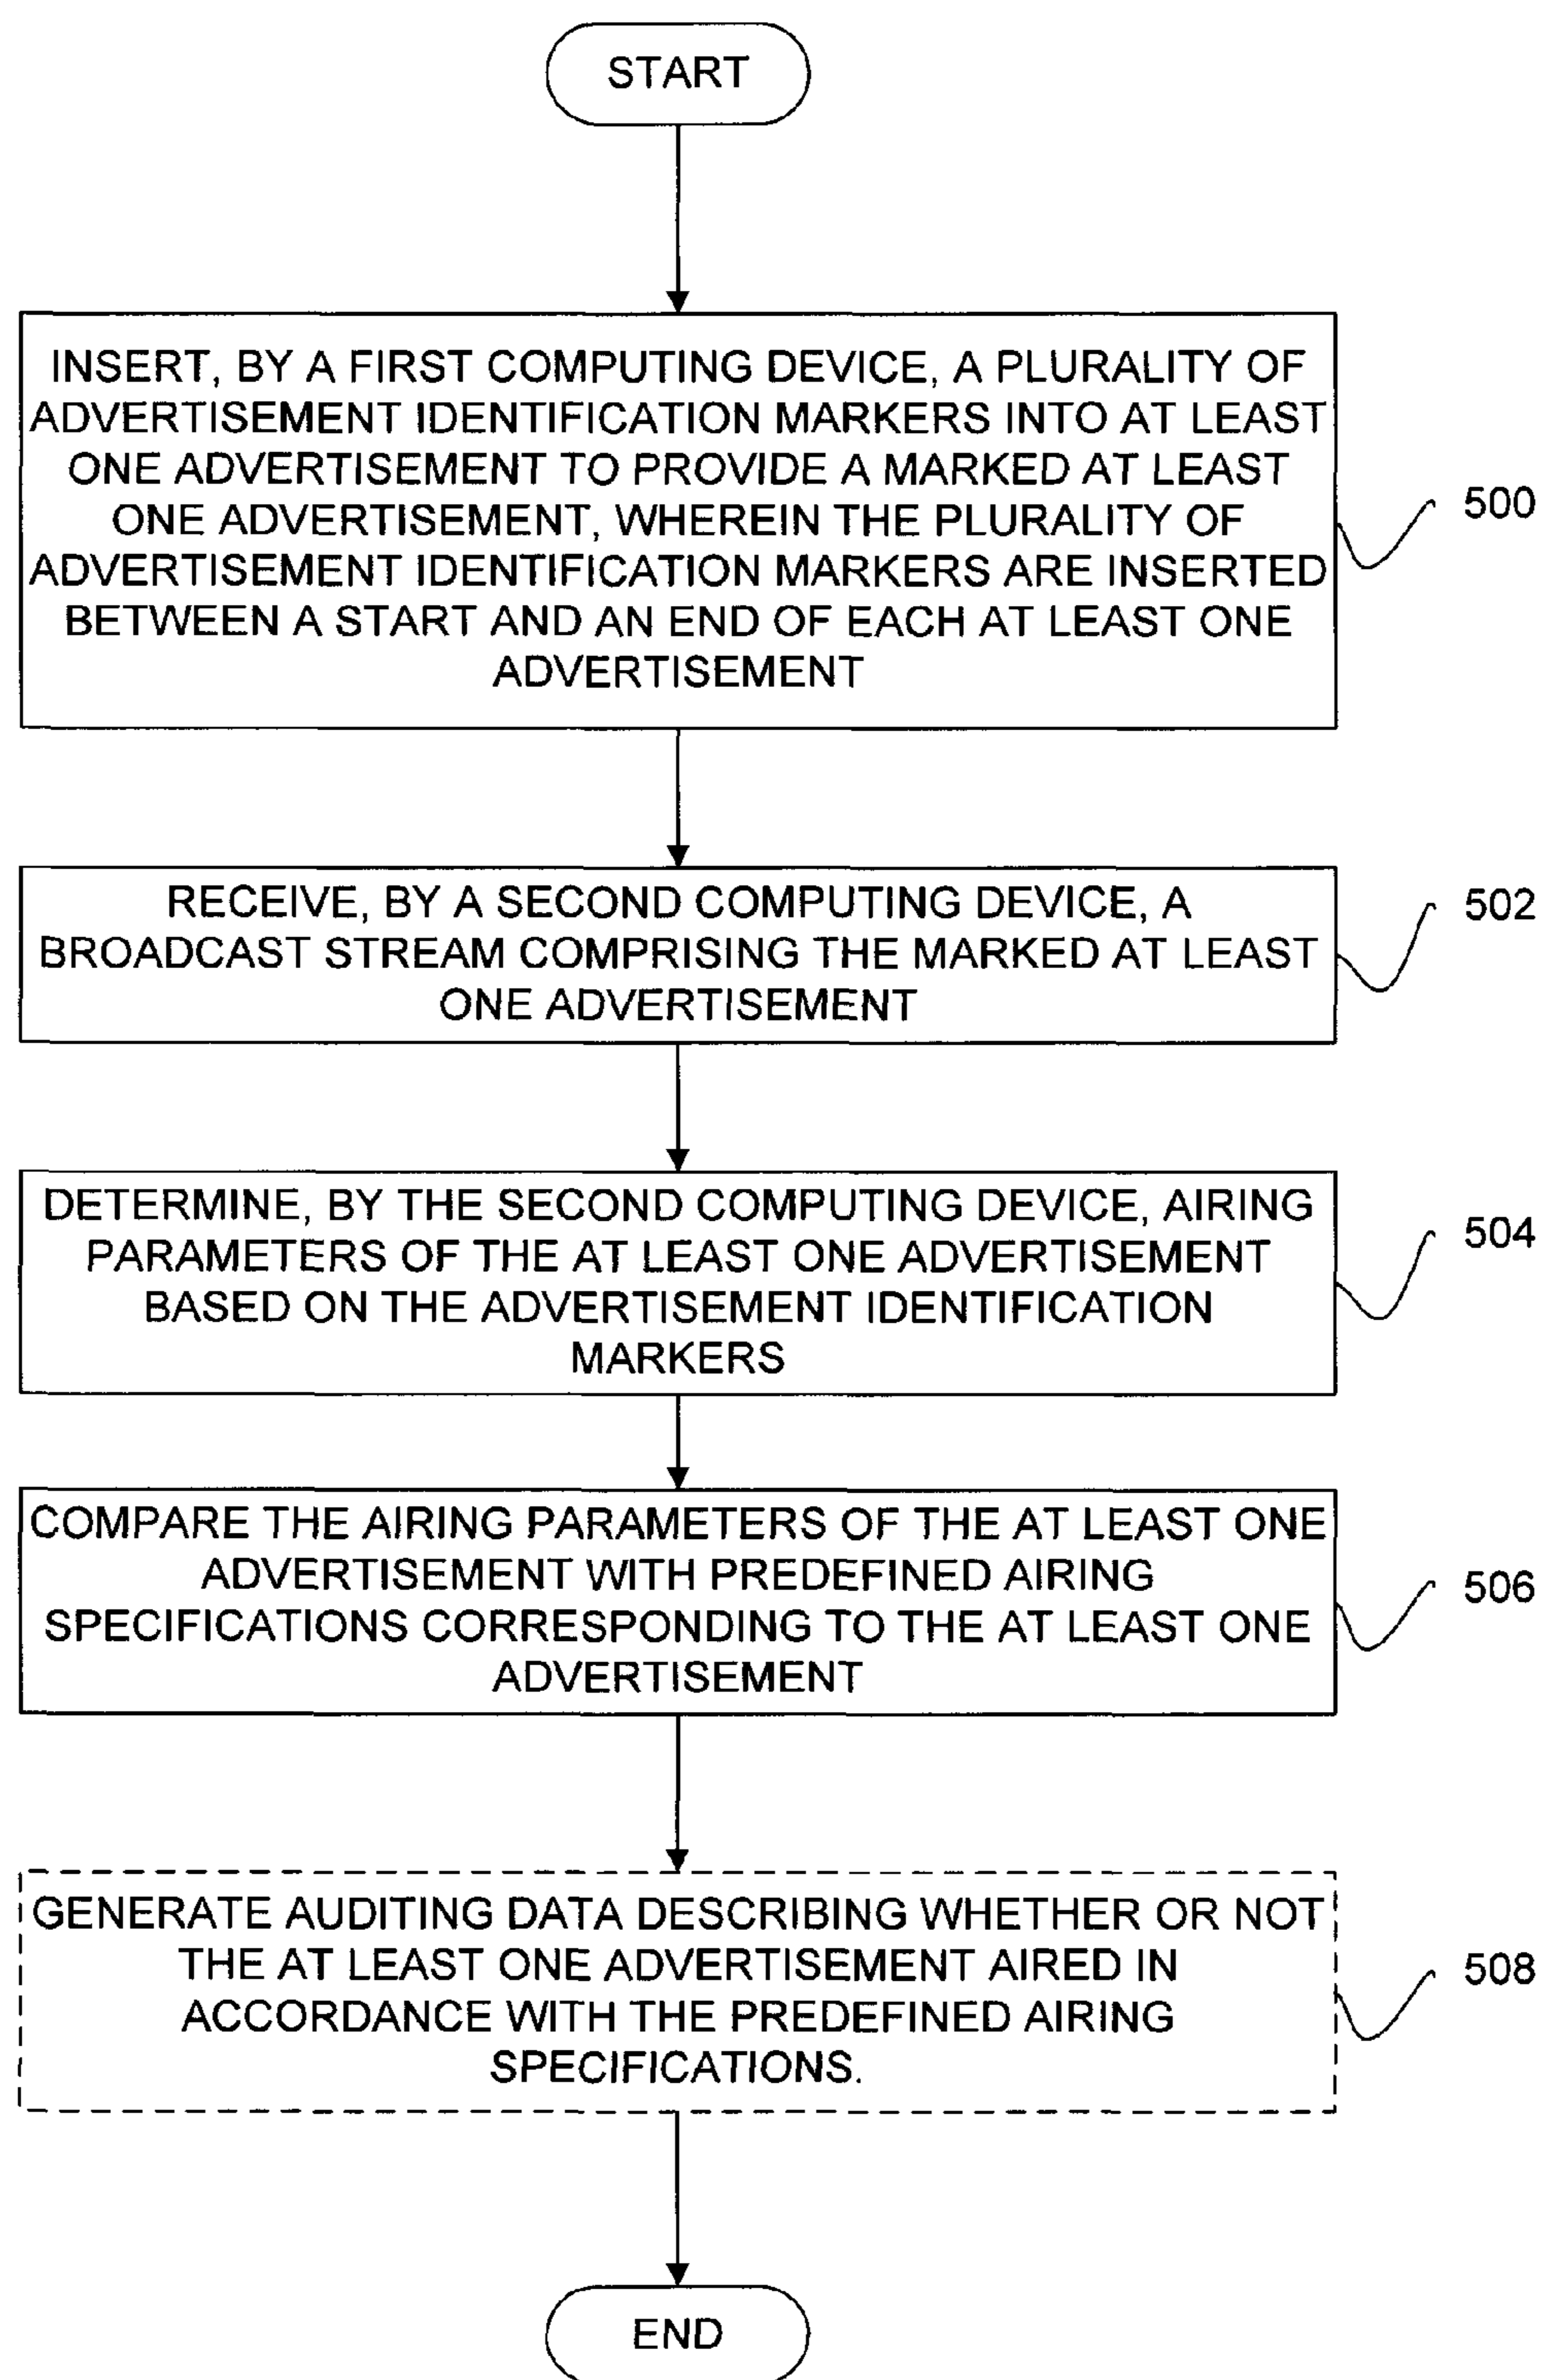 START
INSERT, BY A FIRST COMPUTING DEVICE, A PLURALITY OF
ADVERTISEMENT IDENTIFICATION MARKERS INTO AT LEAST
ONE ADVERTISEMENT TO PROVIDE A MARKED AT LEAST
ONE ADVERTISEMENT, WHEREIN THE PLURALITY OF
ADVERTISEMENT IDENTIFICATION MARKERS ARE INSERTED
BETWEEN A START AND AN END OF EACH AT LEAST ONE
ADVERTISEMENT
500
RECEIVE, BY A SECOND COMPUTING DEVICE, A
BROADCAST STREAM COMPRISING THE MARKED AT LEAST
ONE ADVERTISEMENT
502
DETERMINE, BY THE SECOND COMPUTING DEVICE, AIRING
PARAMETERS OF THE AT LEAST ONE ADVERTISEMENT
BASED ON THE ADVERTISEMENT IDENTIFICATION
MARKERS
504
COMPARE THE AIRING PARAMETERS OF THE AT LEAST ONE
ADVERTISEMENT WITH PREDEFINED AIRING
SPECIFICATIONS CORRESPONDING TO THE AT LEAST ONE
ADVERTISEMENT
506
GENERATE AUDITING DATA DESCRIBING WHETHER OR NOT
THE AT LEAST ONE ADVERTISEMENT AIRED IN
ACCORDANCE WITH THE PREDEFINED AIRING
SPECIFICATIONS.
508
END